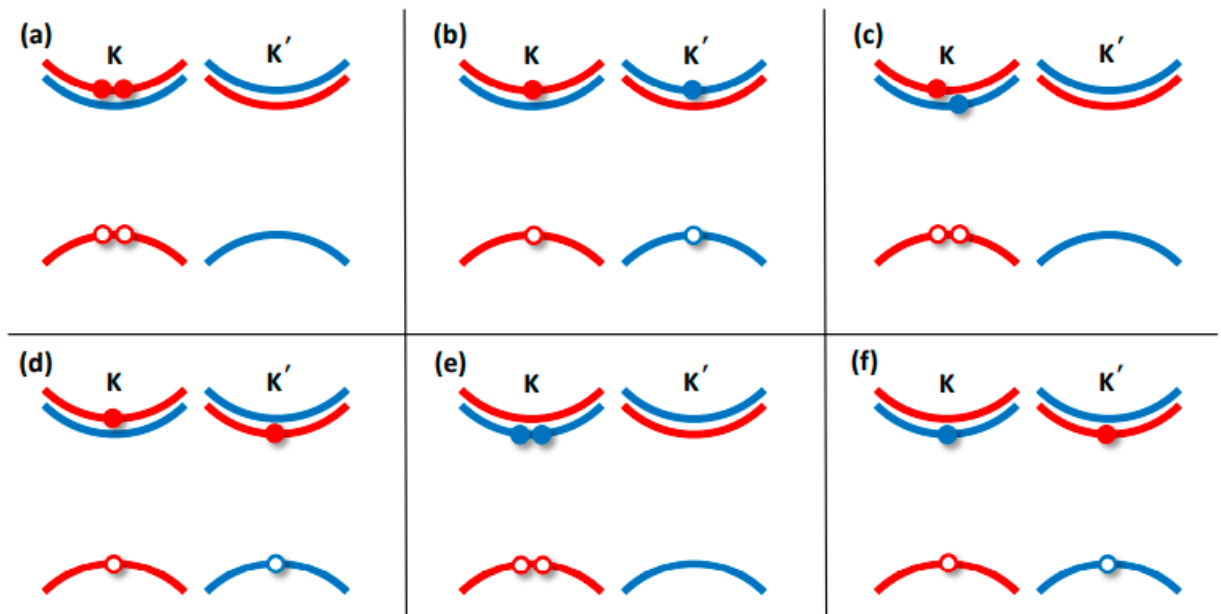 (a) K K′
(b) K K′
(c) K K′
(d) K K′
(e) K K′
(f) K K′